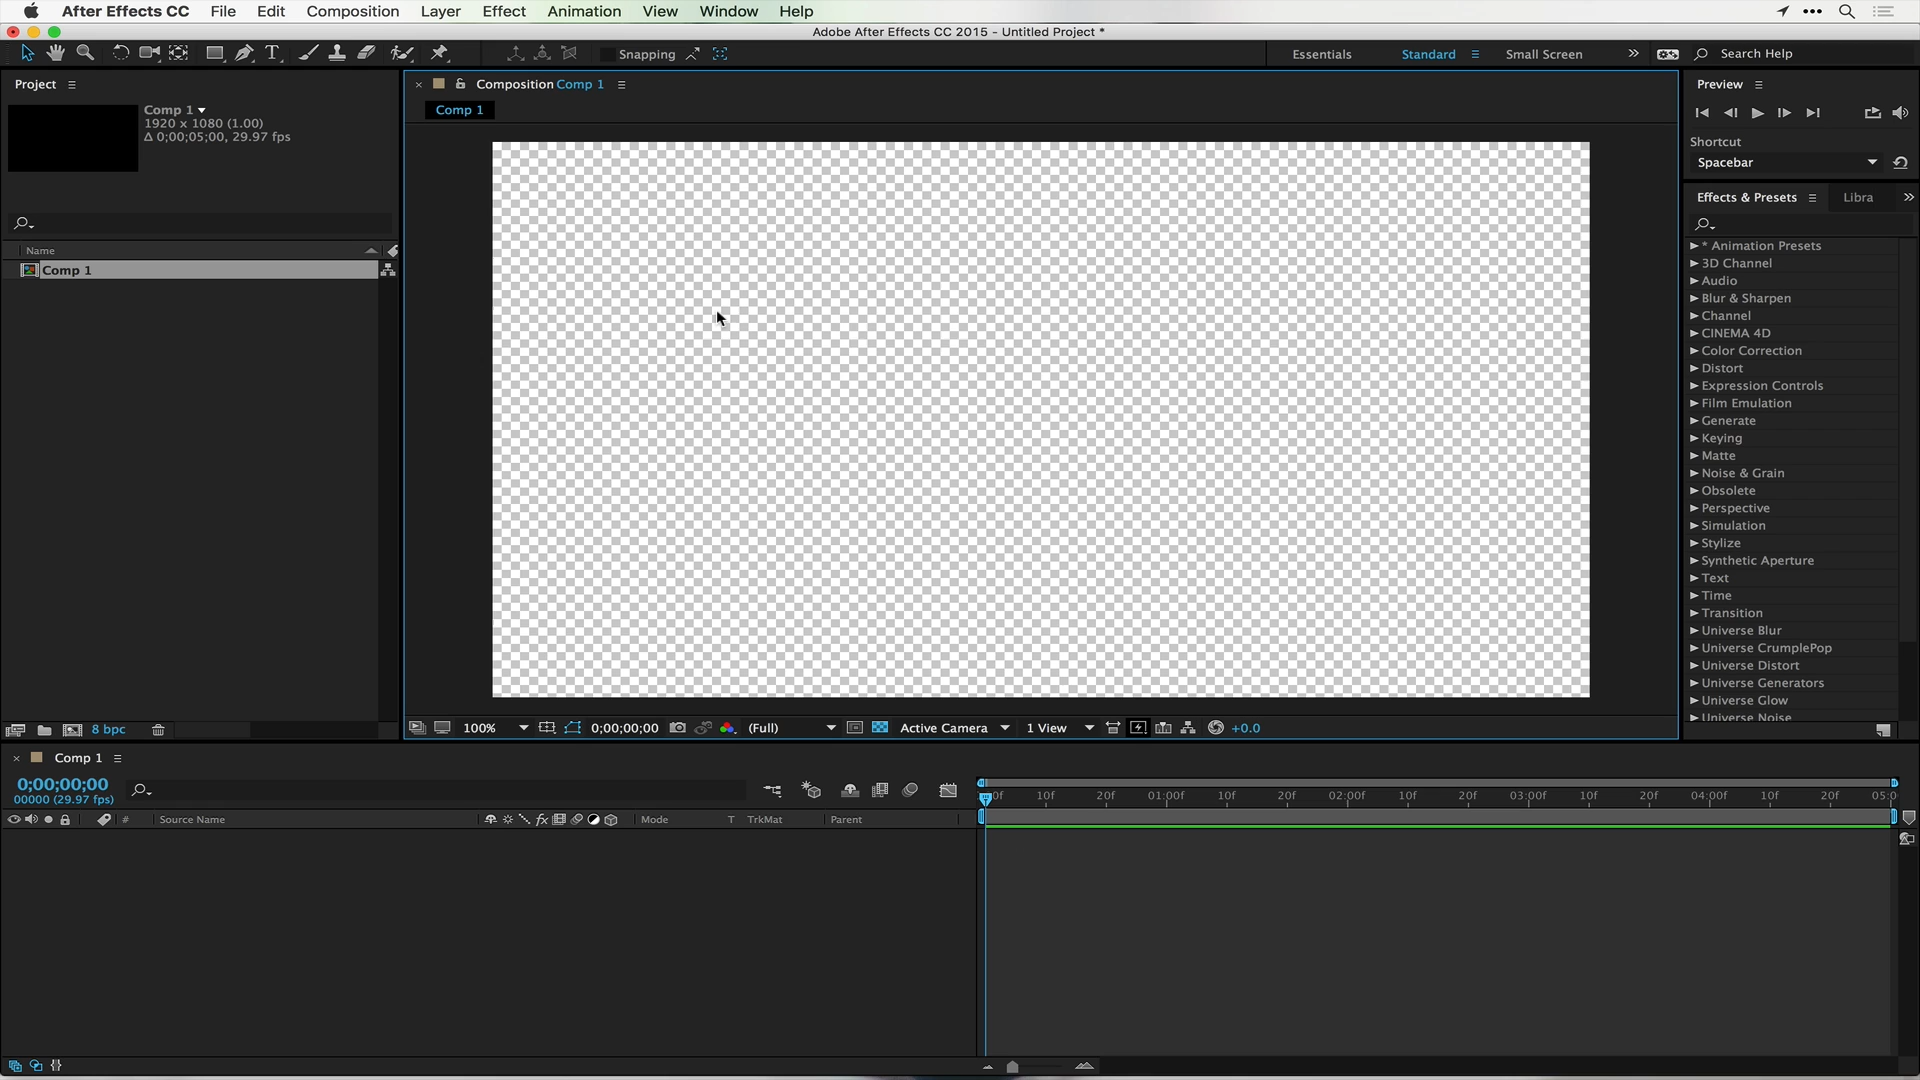 After Effects CC File Edit Composition Layer Effect Animation View Window Help
Adobe After Effects CC 2015 - Untitled Project *
T Snapping Essentials Standard Small Screen Search Help
Project
Comp 1
1920 x 1080 (1.00)
Δ 0;00;05;00, 29.97 fps
Name
Comp 1
8 bpc
Composition Comp 1
Comp 1
100% 0;00;00;00 (Full) Active Camera 1 View +0.0
Preview
Shortcut
Spacebar
Effects & Presets Libra
* Animation Presets
3D Channel
Audio
Blur & Sharpen
Channel
CINEMA 4D
Color Correction
Distort
Expression Controls
Film Emulation
Generate
Keying
Matte
Noise & Grain
Obsolete
Perspective
Simulation
Stylize
Synthetic Aperture
Text
Time
Transition
Universe Blur
Universe CrumplePop
Universe Distort
Universe Generators
Universe Glow
Universe Noise
Comp 1
0;00;00;00
00000 (29.97 fps)
# Source Name fx Mode T TrkMat Parent
0f 10f 20f 01:00f 10f 20f 02:00f 10f 20f 03:00f 10f 20f 04:00f 10f 20f 05:0